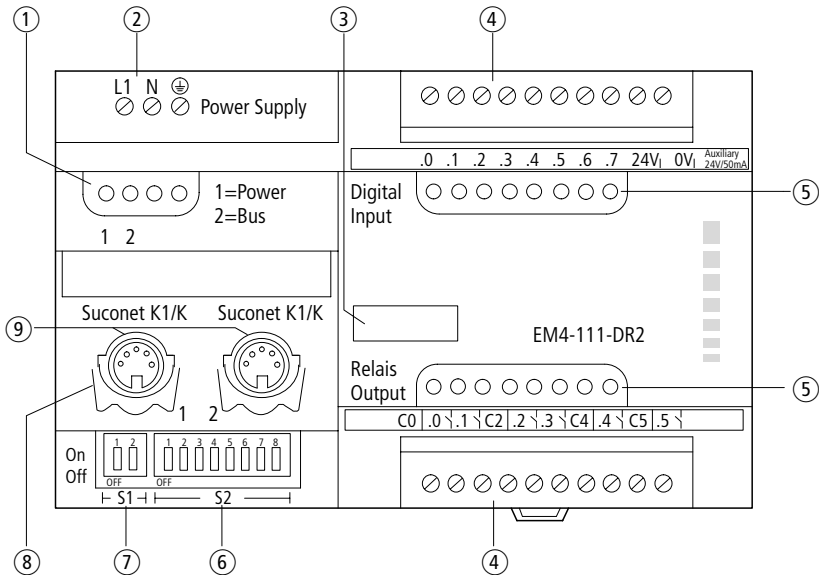 1 2 3 4
L1 N
Power Supply
.0 .1 .2 .3 .4 .5 .6 .7 24V 0V Auxiliary 24V/50mA
1=Power
2=Bus
1 2
Digital
Input
5
Suconet K1/K Suconet K1/K
9
EM4-111-DR2
Relais
Output
5
8
1 2
C0 .0 .1 C2 .2 .3 C4 .4 C5 .5
On
Off
1 2
1 2 3 4 5 6 7 8
OFF OFF
S1 S2
8 7 6 4